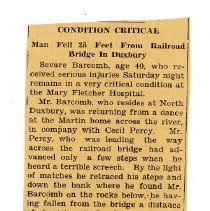 CONDITION CRITICAL
Man Fell 25 Feet From Railroad
Bridge In Duxbury
Sevare Barcomb, age 40, who re-
ceived serious injuries Saturday night
remains in a very critical condition at
the Mary Fletcher Hospital.
Mr. Barcomb, who resides at North
Duxbury, was returning from a dance
at the Martin home across the river,
in company with Cecil Percy. Mr.
Percy, who was leading the way
across the railroad bridge had ad-
vanced only a few steps when he
heard a terrible screech. By the light
of matches he retraced his steps and
down the bank where he found Mr.
Barcomb on the rocks below, he hav-
ing fallen from the bridge a distance